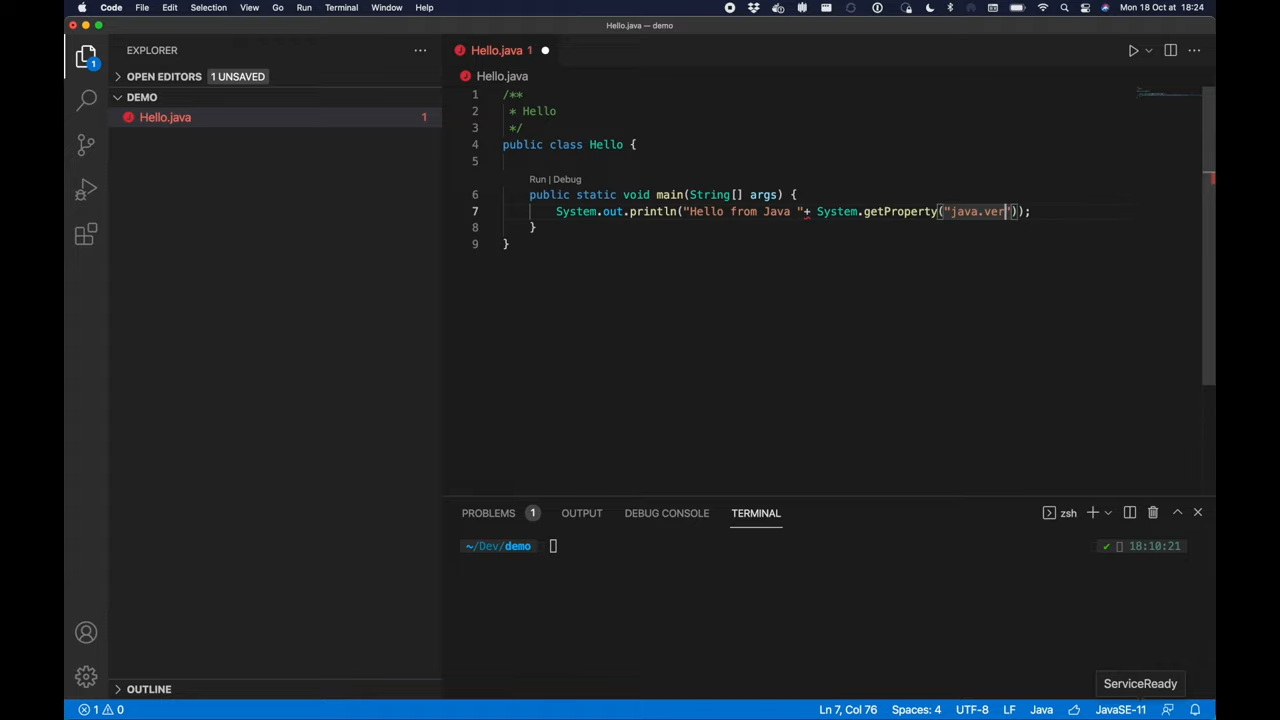 Code File Edit Selection View Go Run Terminal Window Help Mon 18 Oct at 18:24
Hello.java — demo
EXPLORER
Hello.java 1
OPEN EDITORS 1 UNSAVED
Hello.java
DEMO
1 /**
2 * Hello
Hello.java 1
3 */
4 public class Hello {
5
Run | Debug
6 public static void main(String[] args) {
7 System.out.println("Hello from Java "+ System.getProperty("java.ver"));
8 }
9 }
1
PROBLEMS 1 OUTPUT DEBUG CONSOLE TERMINAL
zsh
~/Dev/demo
18:10:21
OUTLINE
ServiceReady
1 0
Ln 7, Col 76 Spaces: 4 UTF-8 LF Java JavaSE-11